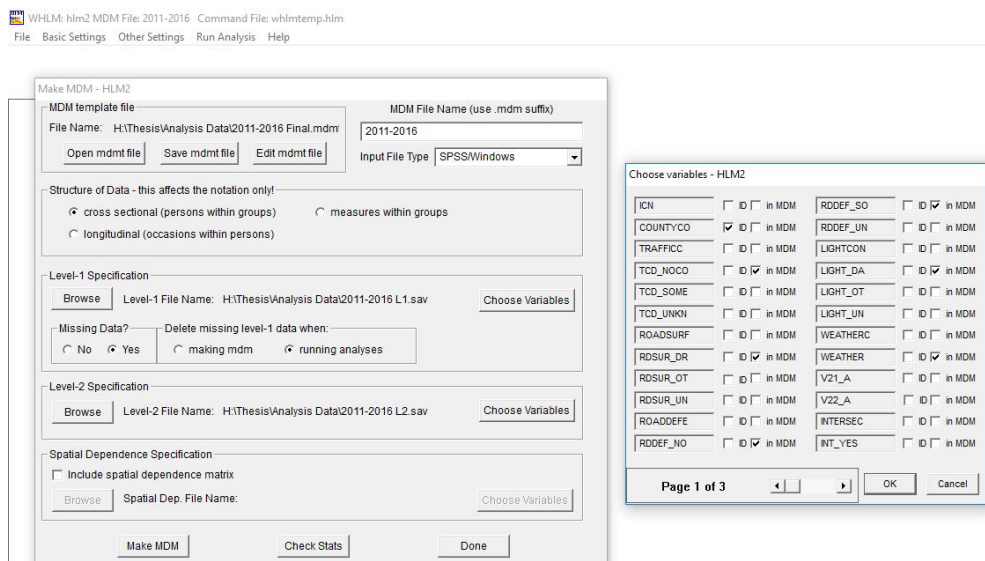 WHLM: hlm2 MDM File: 2011-2016 Command File: whlmtemp.hlm
File Basic Settings Other Settings Run Analysis Help
Make MDM - HLM2
MDM template file
File Name: H:\Thesis\Analysis Data\2011-2016 Final.mdm
Open mdmt file Save mdmt file Edit mdmt file
MDM File Name (use .mdm suffix)
2011-2016
Input File Type SPSS/Windows
Structure of Data - this affects the notation only!
cross sectional (persons within groups) measures within groups
longitudinal (occasions within persons)
Level-1 Specification
Browse Level-1 File Name: H:\Thesis\Analysis Data\2011-2016 L1.sav Choose Variables
Missing Data? Delete missing level-1 data when:
No Yes making mdm running analyses
Level-2 Specification
Browse Level-2 File Name: H:\Thesis\Analysis Data\2011-2016 L2.sav Choose Variables
Spatial Dependence Specification
Include spatial dependence matrix
Browse Spatial Dep. File Name: Choose Variables
Make MDM Check Stats Done
Choose variables - HLM2
ICN ID in MDM RDDEF_SO ID in MDM
COUNTYCO ID in MDM RDDEF_UN ID in MDM
TRAFFICC ID in MDM LIGHTCON ID in MDM
TCD_NOCO ID in MDM LIGHT_DA ID in MDM
TCD_SOME ID in MDM LIGHT_OT ID in MDM
TCD_UNKN ID in MDM LIGHT_UN ID in MDM
ROADSURF ID in MDM WEATHERC ID in MDM
RDSUR_DR ID in MDM WEATHER ID in MDM
RDSUR_OT ID in MDM V21_A ID in MDM
RDSUR_UN ID in MDM V22_A ID in MDM
ROADDEFE ID in MDM INTERSEC ID in MDM
RDDEF_NO ID in MDM INT_YES ID in MDM
Page 1 of 3 OK Cancel